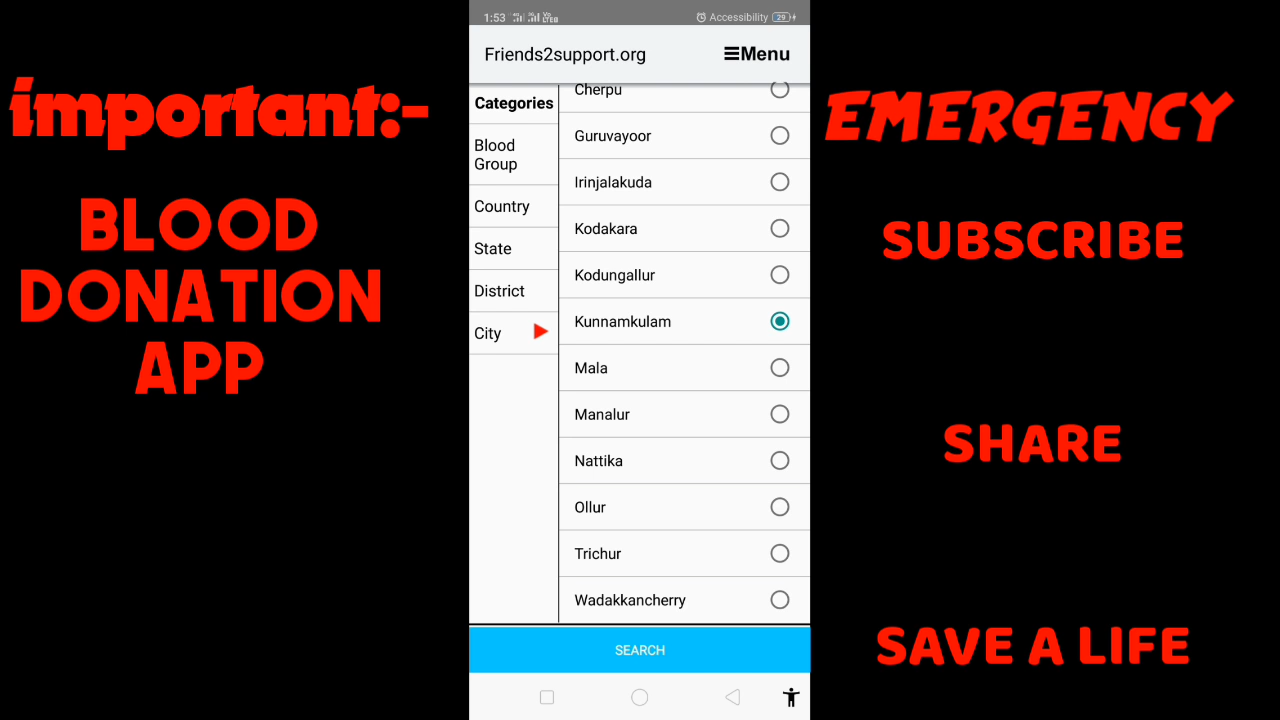 important:-
BLOOD
DONATION
APP
1:53
Accessibility
29
Friends2support.org
Menu
Categories
Blood
Group
Country
State
District
City
Cherpu
Guruvayoor
Irinjalakuda
Kodakara
Kodungallur
Kunnamkulam
Mala
Manalur
Nattika
Ollur
Trichur
Wadakkancherry
SEARCH
EMERGENCY
SUBSCRIBE
SHARE
SAVE A LIFE